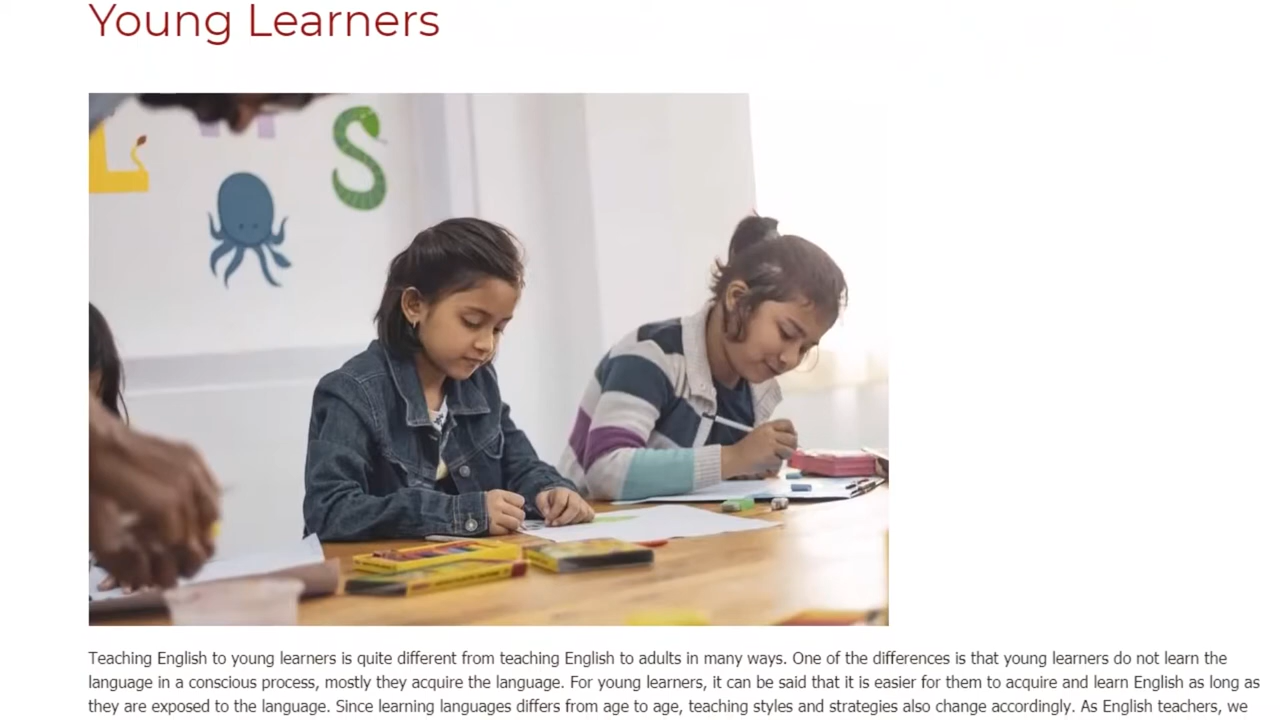 Young Learners
Teaching English to young learners is quite different from teaching English to adults in many ways. One of the differences is that young learners do not learn the
language in a conscious process, mostly they acquire the language. For young learners, it can be said that it is easier for them to acquire and learn English as long as
they are exposed to the language. Since learning languages differs from age to age, teaching styles and strategies also change accordingly. As English teachers, we